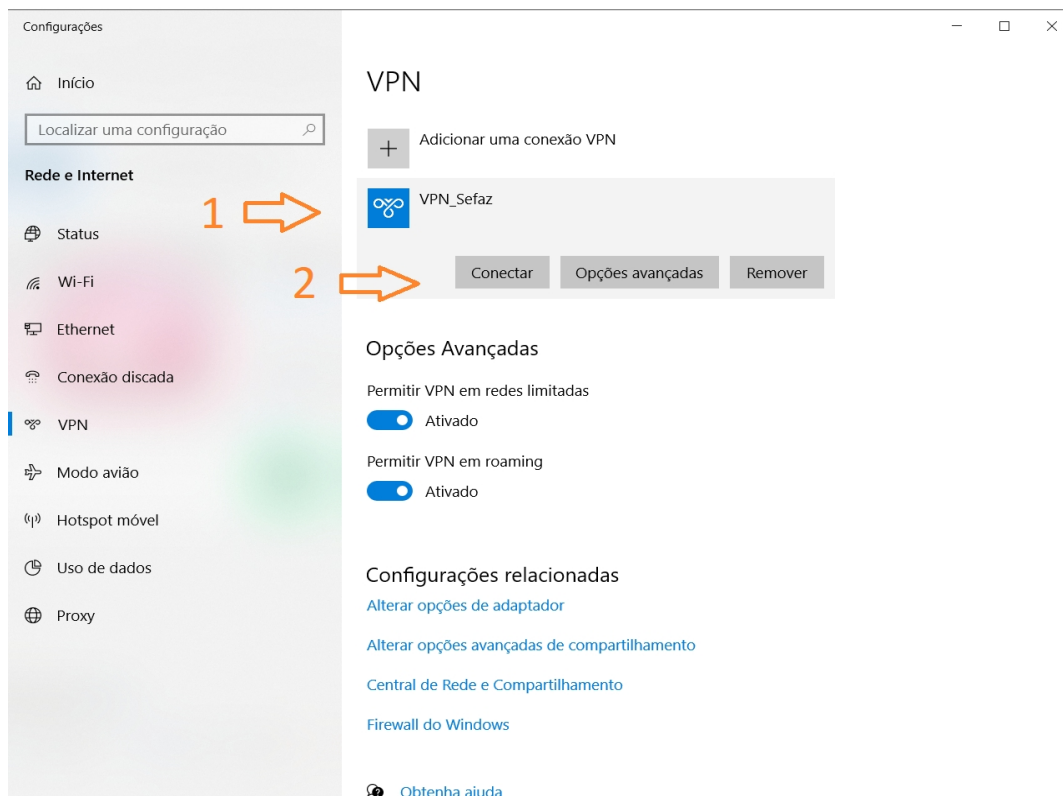 Configurações
Início
Localizar uma configuração
Rede e Internet
Status
Wi-Fi
Ethernet
Conexão discada
VPN
Modo avião
Hotspot móvel
Uso de dados
Proxy
VPN
Adicionar uma conexão VPN
1
VPN_Sefaz
2
Conectar Opções avançadas Remover
Opções Avançadas
Permitir VPN em redes limitadas
Ativado
Permitir VPN em roaming
Ativado
Configurações relacionadas
Alterar opções de adaptador
Alterar opções avançadas de compartilhamento
Central de Rede e Compartilhamento
Firewall do Windows
Obtenha ajuda